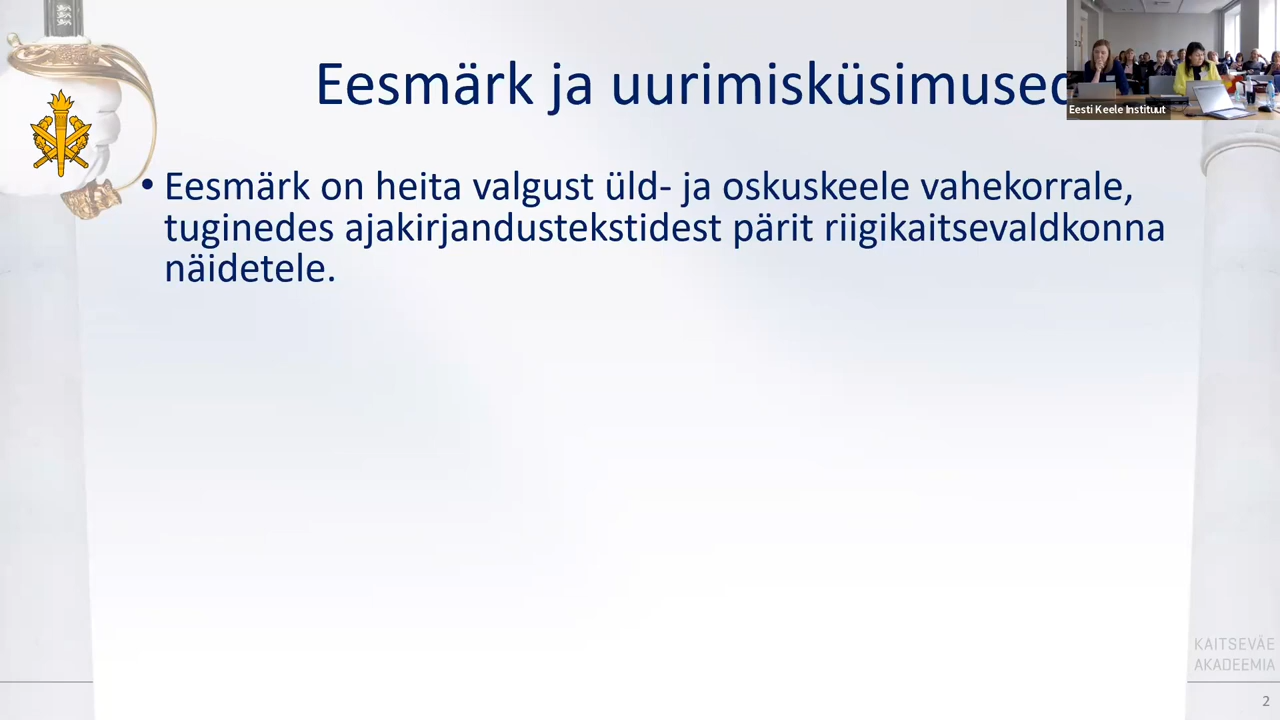 Eesmärk ja uurimisküsimused
Eesti Keele Instituut
• Eesmärk on heita valgust üld- ja oskuskeele vahekorrale,
tuginedes ajakirjandustekstidest pärit riigikaitsevaldkonna
näidetele.
KAITSEVÄE
AKADEEMIA
2